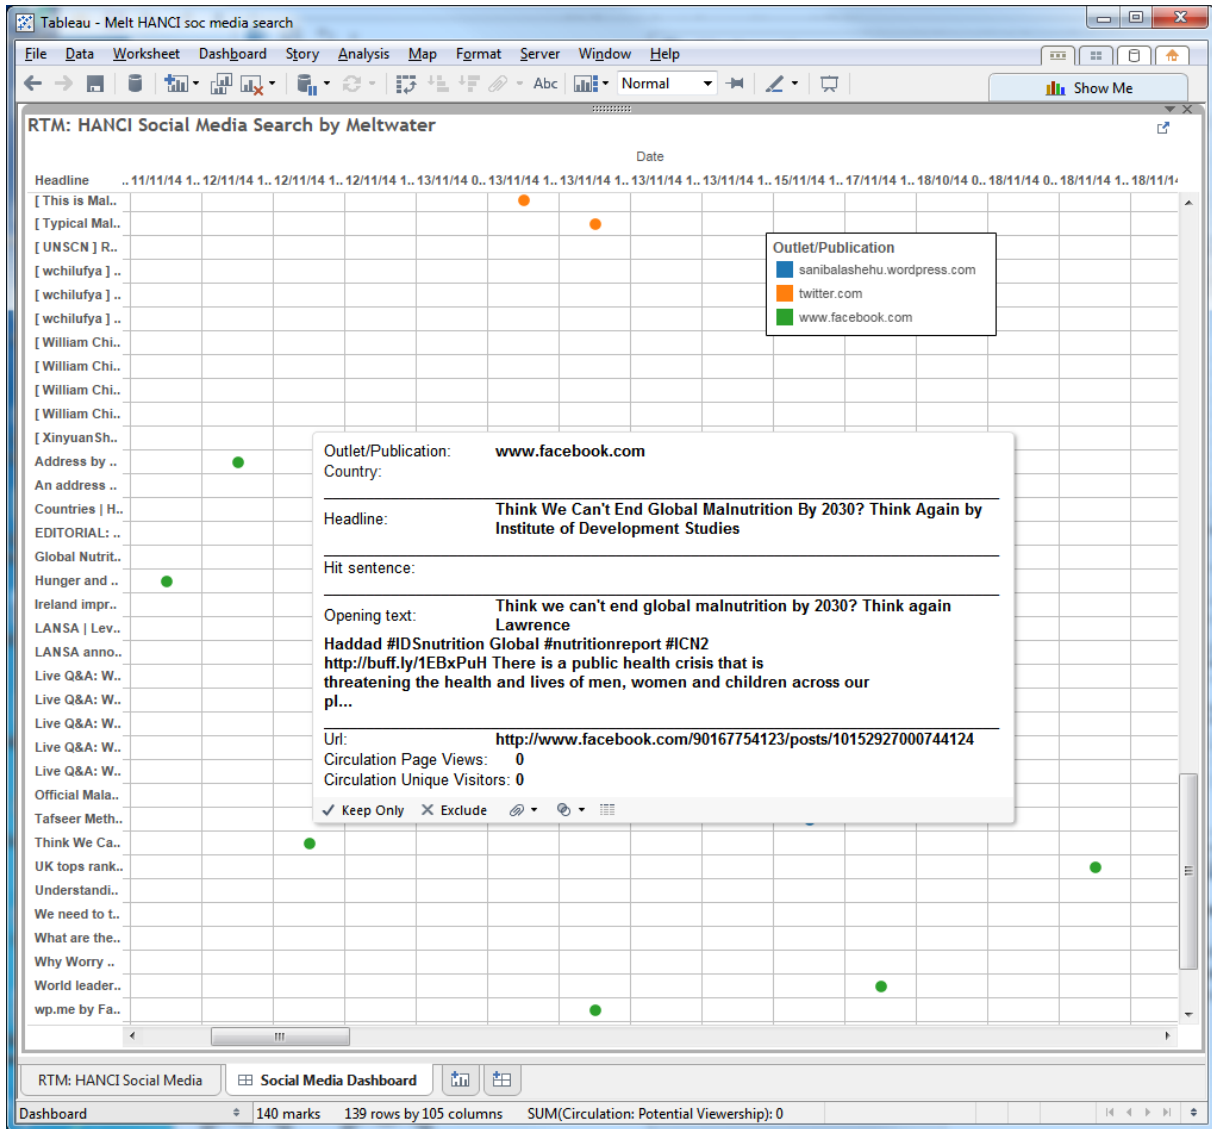 Tableau - Melt HANCI soc media search
File Data Worksheet Dashboard Story Analysis Map Format Server Window Help
Abc Normal Show Me
RTM: HANCI Social Media Search by Meltwater
Date
Headline .. 11/11/14 1.. 12/11/14 1.. 12/11/14 1.. 12/11/14 1.. 13/11/14 0.. 13/11/14 1.. 13/11/14 1.. 13/11/14 1.. 13/11/14 1.. 15/11/14 1.. 17/11/14 1.. 18/10/14 0.. 18/11/14 0.. 18/11/14 1.. 18/11/14
[ This is Mal..
[ Typical Mal..
[ UNSCN ] R..
[ wchilufya ] ..
[ wchilufya ] ..
[ wchilufya ] ..
[ William Chi..
[ William Chi..
[ William Chi..
[ William Chi..
[ XinyuanSh..
Address by ..
An address ..
Countries | H..
EDITORIAL: ..
Global Nutrit..
Hunger and ..
Ireland impr..
LANSA | Lev..
LANSA anno..
Live Q&A: W..
Live Q&A: W..
Live Q&A: W..
Live Q&A: W..
Live Q&A: W..
Official Mala..
Tafseer Meth..
Think We Ca..
UK tops rank..
Understandi..
We need to t..
What are the..
Why Worry ..
World leader..
wp.me by Fa..
Outlet/Publication
sanibalashehu.wordpress.com
twitter.com
www.facebook.com
Outlet/Publication: www.facebook.com
Country:
Headline: Think We Can't End Global Malnutrition By 2030? Think Again by
Institute of Development Studies
Hit sentence:
Opening text: Think we can't end global malnutrition by 2030? Think again
Lawrence
Haddad #IDSnutrition Global #nutritionreport #ICN2
http://buff.ly/1EBxPuH There is a public health crisis that is
threatening the health and lives of men, women and children across our
pl...
Url: http://www.facebook.com/90167754123/posts/10152927000744124
Circulation Page Views: 0
Circulation Unique Visitors: 0
Keep Only Exclude
RTM: HANCI Social Media Social Media Dashboard
Dashboard 140 marks 139 rows by 105 columns SUM(Circulation: Potential Viewership): 0